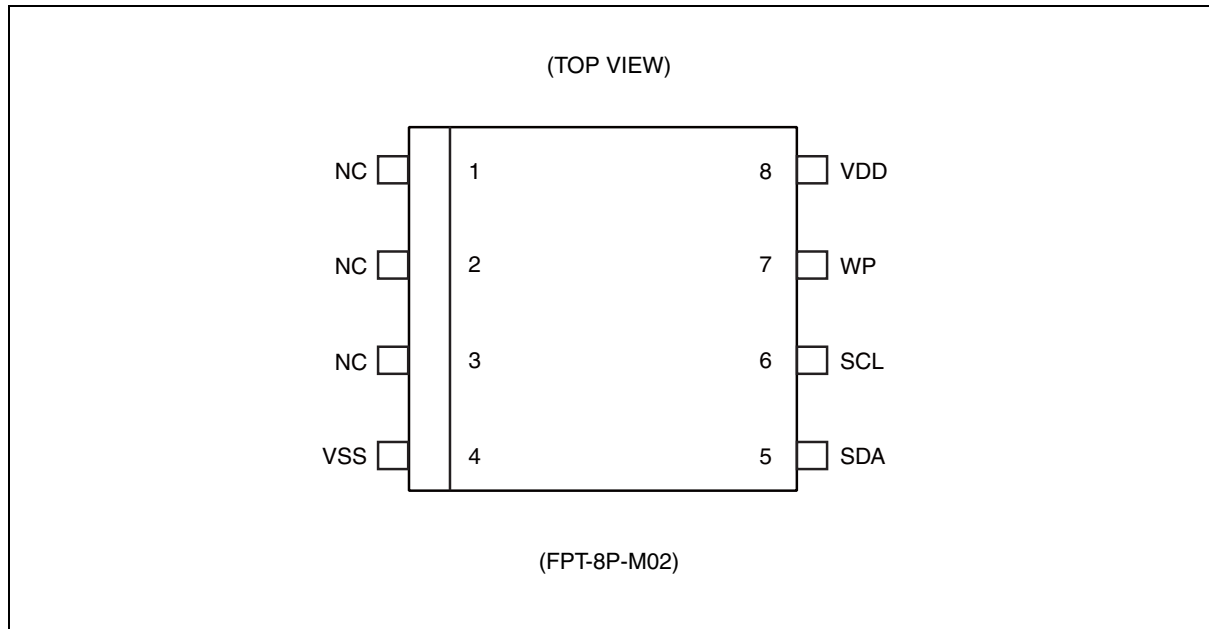 (TOP VIEW)
NC 1 8 VDD
NC 2 7 WP
NC 3 6 SCL
VSS 4 5 SDA
(FPT-8P-M02)